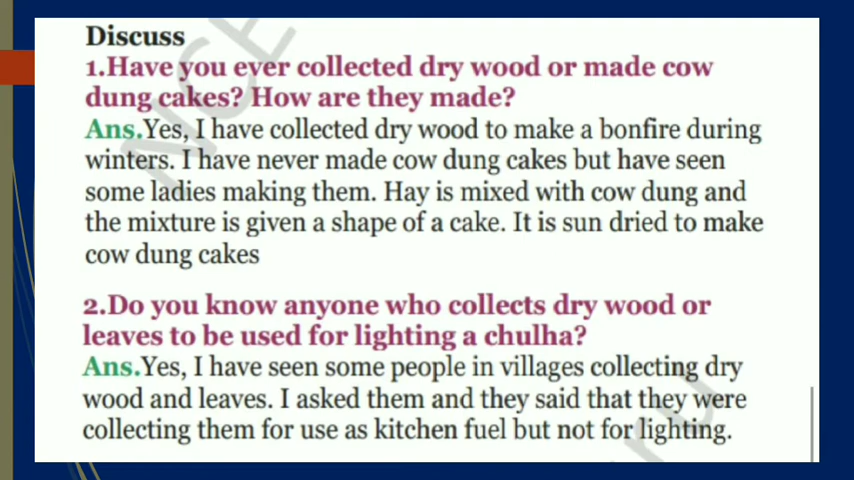 Discuss
1.Have you ever collected dry wood or made cow
dung cakes? How are they made?
Ans.Yes, I have collected dry wood to make a bonfire during
winters. I have never made cow dung cakes but have seen
some ladies making them. Hay is mixed with cow dung and
the mixture is given a shape of a cake. It is sun dried to make
cow dung cakes
2.Do you know anyone who collects dry wood or
leaves to be used for lighting a chulha?
Ans.Yes, I have seen some people in villages collecting dry
wood and leaves. I asked them and they said that they were
collecting them for use as kitchen fuel but not for lighting.